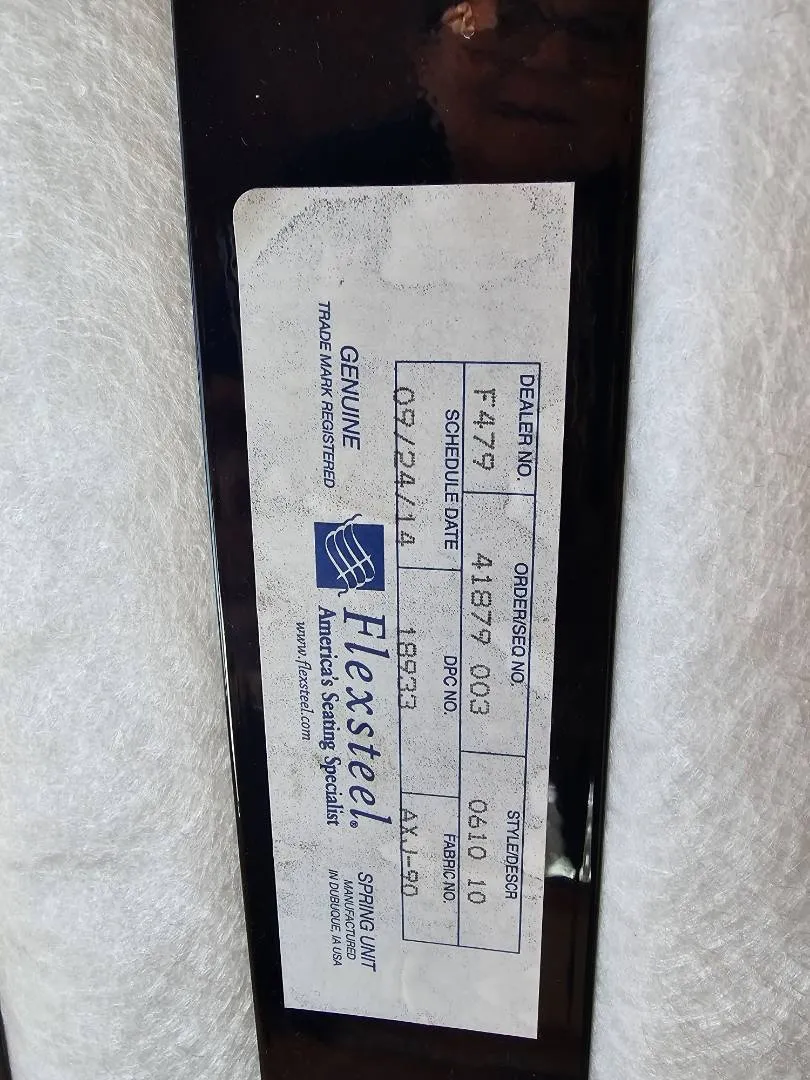 DEALER NO. ORDER/SEQ NO. STYLE/DESCR
F479 41879 003 0610 10
SCHEDULE DATE DPC NO. FABRIC NO.
09/24/14 18933 AXJ-90
GENUINE
TRADE MARK REGISTERED
Flexsteel®
America's Seating Specialist
www.flexsteel.com
SPRING UNIT
MANUFACTURED
IN DUBUQUE, IA USA